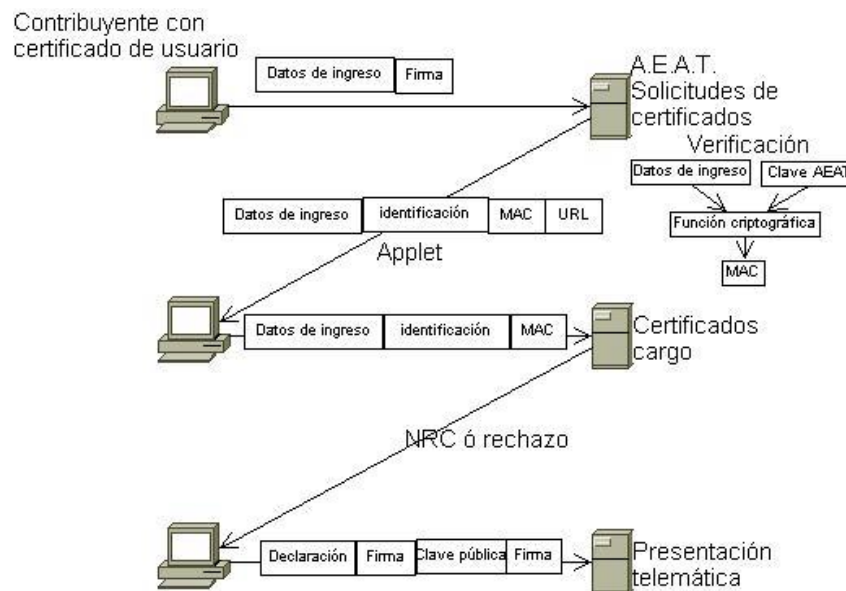 Contribuyente con
certificado de usuario
Datos de ingreso
Firma
A.E.A.T.
Solicitudes de
certificados
Verificación
Datos de ingreso
Clave AEAT
Función criptográfica
MAC
Datos de ingreso
identificación
MAC
URL
Applet
Datos de ingreso
identificación
MAC
Certificados
cargo
NRC ó rechazo
Declaración
Firma
Clave pública
Firma
Presentación
telemática